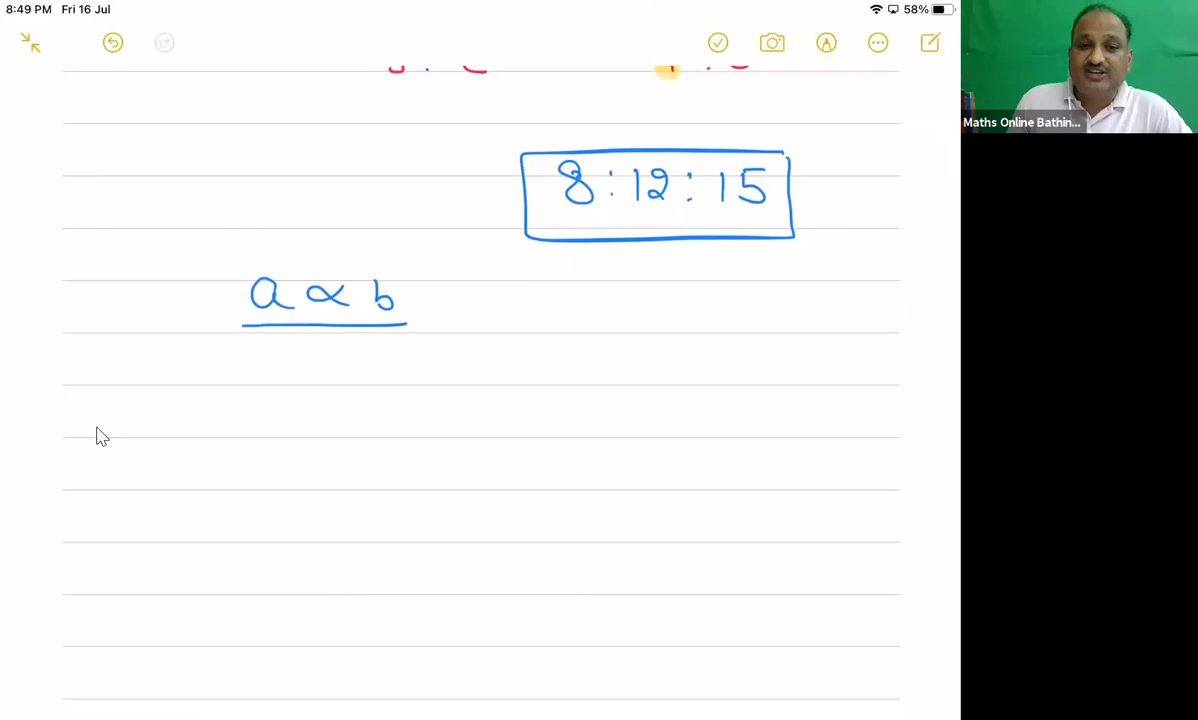 8:49 PM Fri 16 Jul 58%
Maths Online Bathin...
8 : 12 : 15
a ∝ b